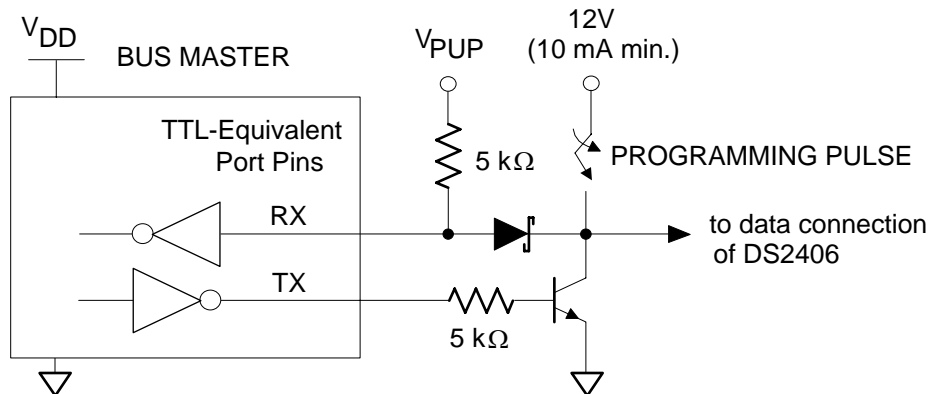 V_DD
BUS MASTER
V_PUP
12V
(10 mA min.)
TTL-Equivalent
Port Pins
5 kΩ
PROGRAMMING PULSE
RX
to data connection
of DS2406
TX
5 kΩ